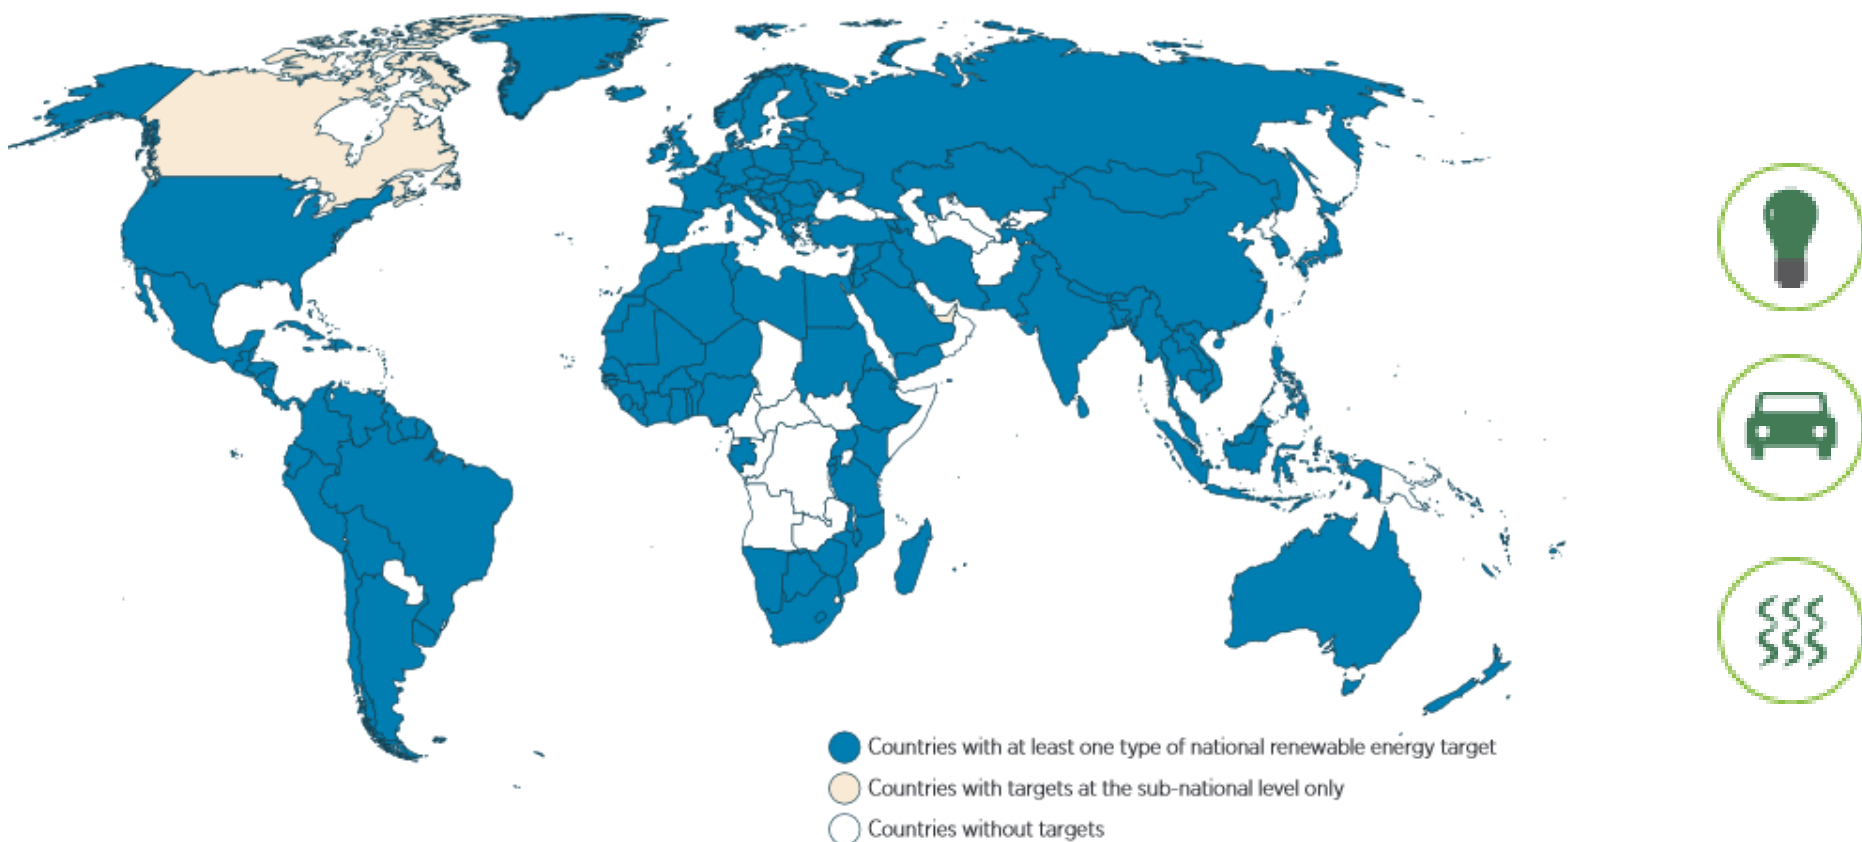 Countries with at least one type of national renewable energy target
Countries with targets at the sub-national level only
Countries without targets